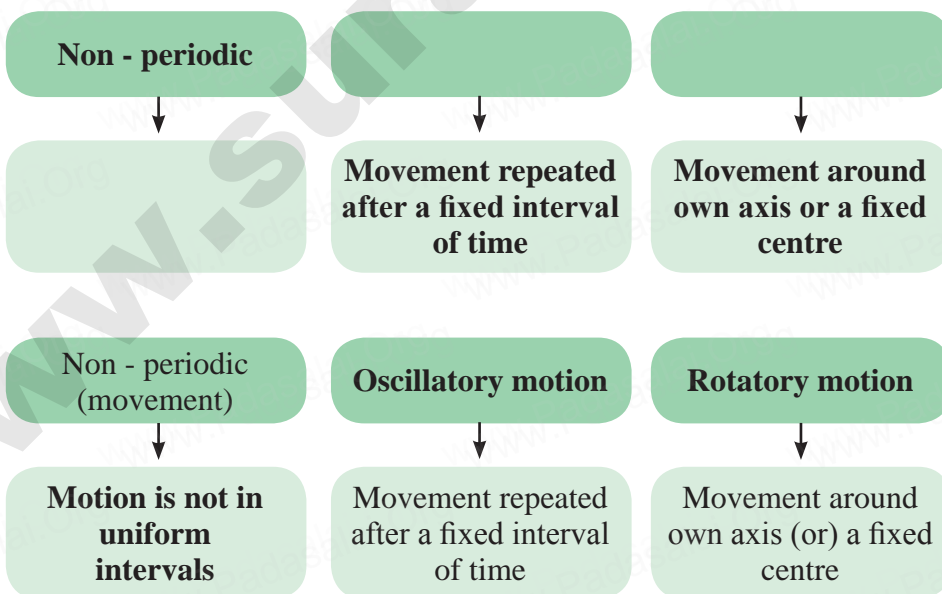 Non - periodic
Movement repeated
after a fixed interval
of time
Movement around
own axis or a fixed
centre
Non - periodic
(movement)
Oscillatory motion
Rotatory motion
Motion is not in
uniform
intervals
Movement repeated
after a fixed interval
of time
Movement around
own axis (or) a fixed
centre